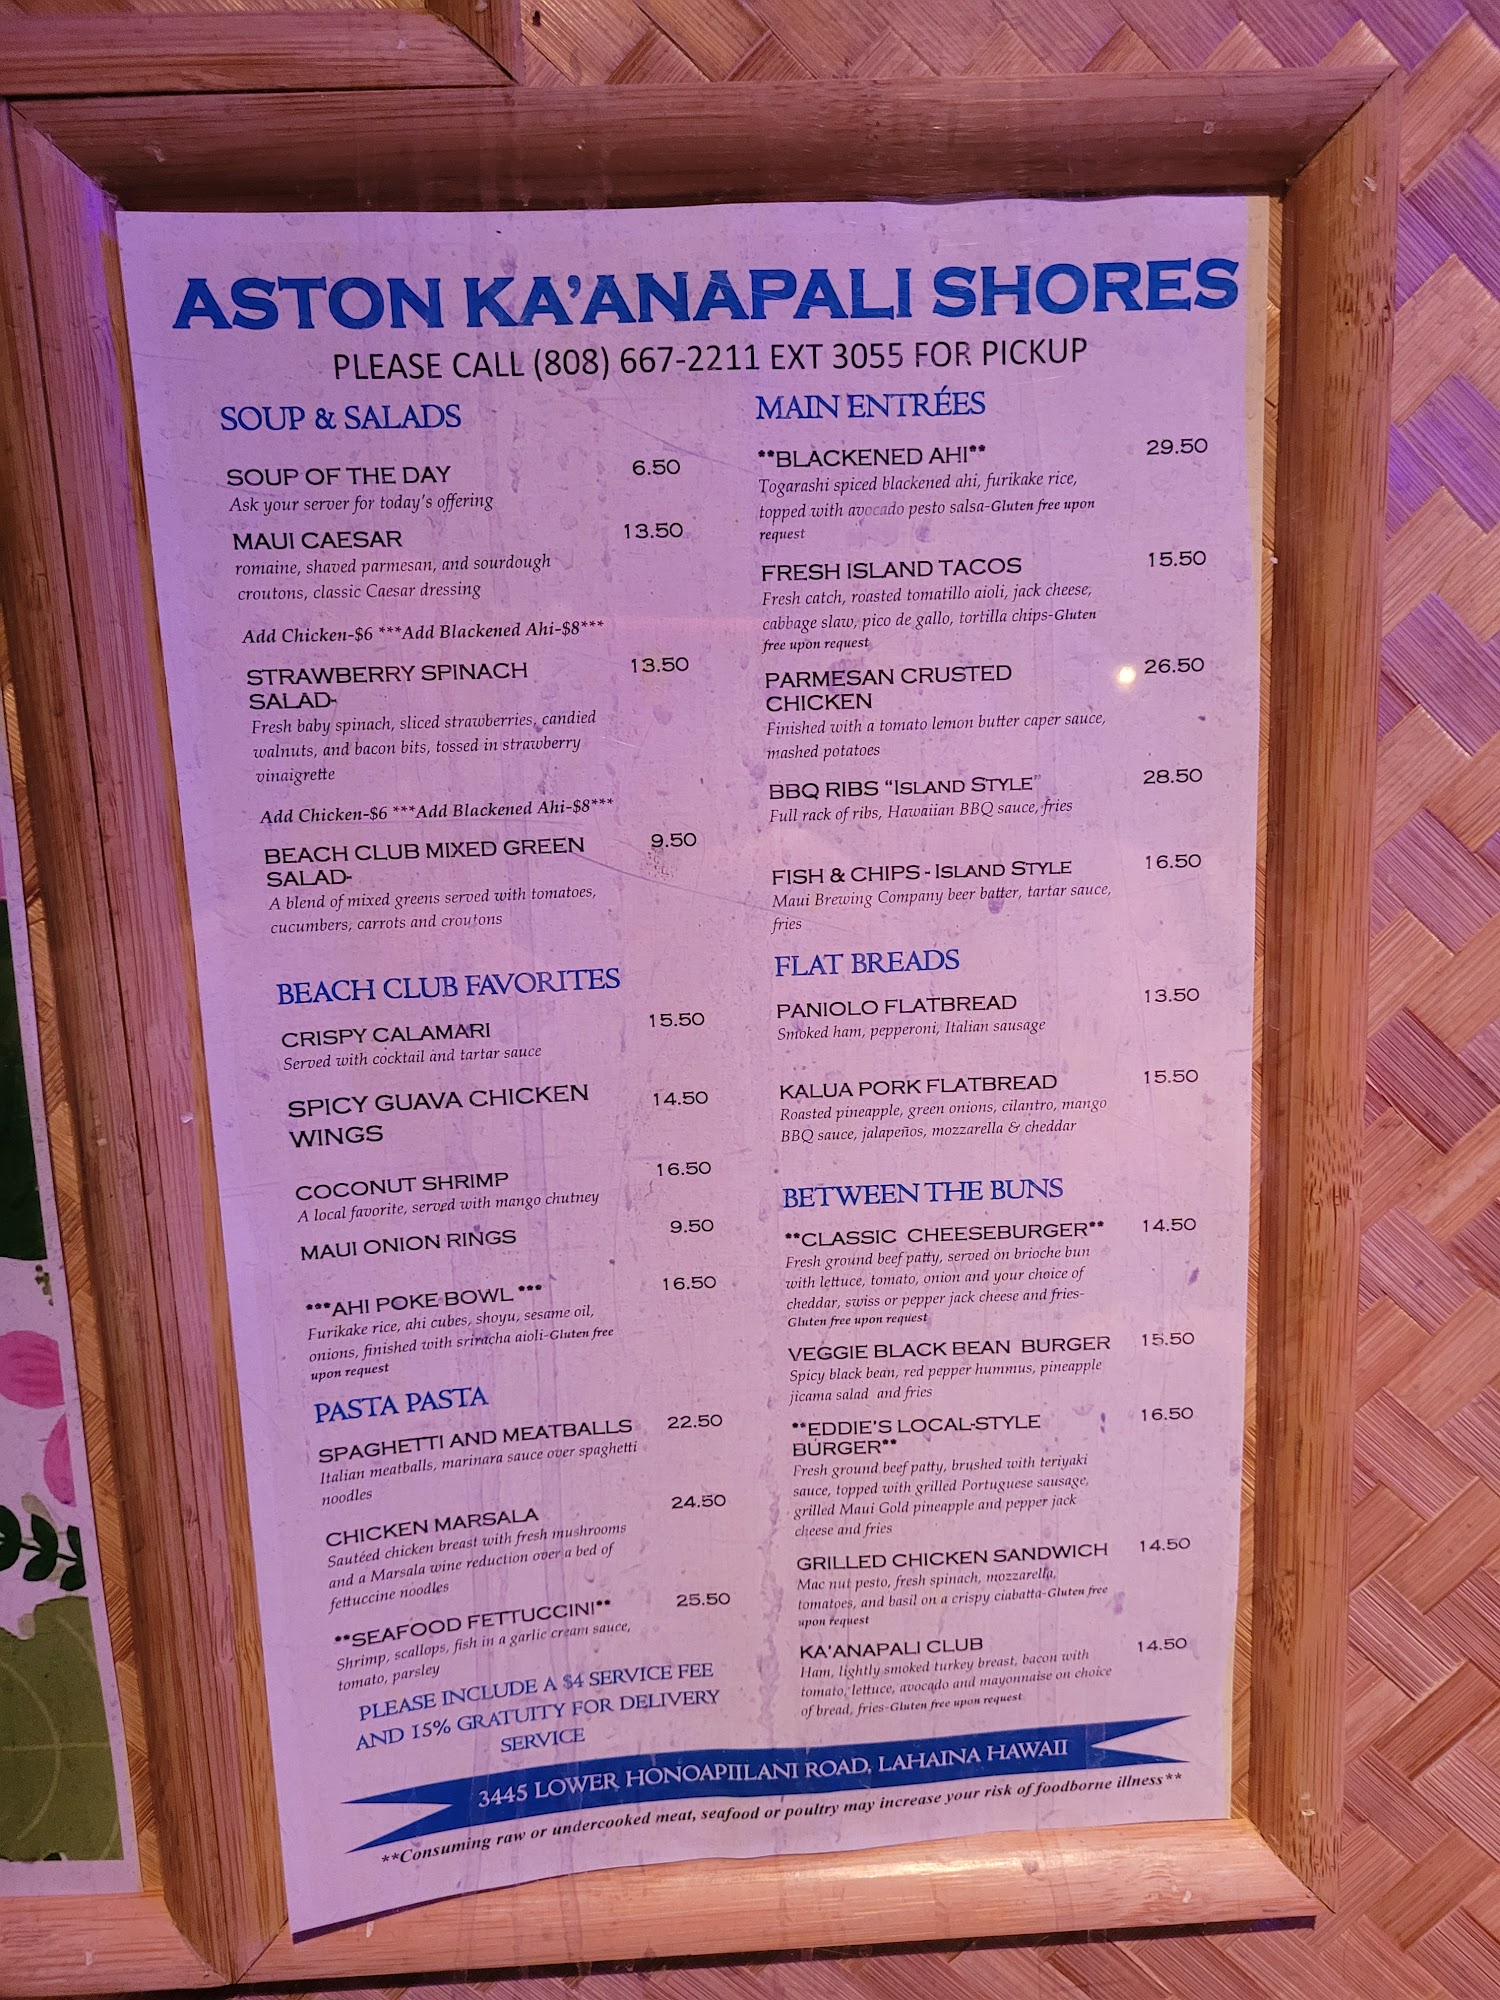 ASTON KA'ANAPALI SHORES
PLEASE CALL (808) 667-2211 EXT 3055 FOR PICKUP
SOUP & SALADS
SOUP OF THE DAY 6.50
Ask your server for today's offering
MAUI CAESAR 13.50
romaine, shaved parmesan, and sourdough
croutons, classic Caesar dressing
Add Chicken-$6 ***Add Blackened Ahi-$8***
STRAWBERRY SPINACH 13.50
SALAD-
Fresh baby spinach, sliced strawberries, candied
walnuts, and bacon bits, tossed in strawberry
vinaigrette
Add Chicken-$6 ***Add Blackened Ahi-$8***
BEACH CLUB MIXED GREEN 9.50
SALAD-
A blend of mixed greens served with tomatoes,
cucumbers, carrots and croutons
BEACH CLUB FAVORITES
CRISPY CALAMARI 15.50
Served with cocktail and tartar sauce
SPICY GUAVA CHICKEN 14.50
WINGS
COCONUT SHRIMP 16.50
A local favorite, served with mango chutney
MAUI ONION RINGS 9.50
***AHI POKE BOWL *** 16.50
Furikake rice, ahi cubes, shoyu, sesame oil,
onions, finished with sriracha aioli-Gluten free
upon request
PASTA PASTA
SPAGHETTI AND MEATBALLS 22.50
Italian meatballs, marinara sauce over spaghetti
noodles
CHICKEN MARSALA 24.50
Sautéed chicken breast with fresh mushrooms
and a Marsala wine reduction over a bed of
fettuccine noodles
**SEAFOOD FETTUCCINI** 25.50
Shrimp, scallops, fish in a garlic cream sauce,
tomato, parsley
PLEASE INCLUDE A $4 SERVICE FEE
AND 15% GRATUITY FOR DELIVERY
SERVICE
MAIN ENTRÉES
**BLACKENED AHI** 29.50
Togarashi spiced blackened ahi, furikake rice,
topped with avocado pesto salsa-Gluten free upon
request
FRESH ISLAND TACOS 15.50
Fresh catch, roasted tomatillo aioli, jack cheese,
cabbage slaw, pico de gallo, tortilla chips-Gluten
free upon request
PARMESAN CRUSTED 26.50
CHICKEN
Finished with a tomato lemon butter caper sauce,
mashed potatoes
BBQ RIBS "ISLAND STYLE" 28.50
Full rack of ribs, Hawaiian BBQ sauce, fries
FISH & CHIPS - ISLAND STYLE 16.50
Maui Brewing Company beer batter, tartar sauce,
fries
FLAT BREADS
PANIOLO FLATBREAD 13.50
Smoked ham, pepperoni, Italian sausage
KALUA PORK FLATBREAD 15.50
Roasted pineapple, green onions, cilantro, mango
BBQ sauce, jalapeños, mozzarella & cheddar
BETWEEN THE BUNS
**CLASSIC CHEESEBURGER** 14.50
Fresh ground beef patty, served on brioche bun
with lettuce, tomato, onion and your choice of
cheddar, swiss or pepper jack cheese and fries-
Gluten free upon request
VEGGIE BLACK BEAN BURGER 15.50
Spicy black bean, red pepper hummus, pineapple
jicama salad and fries
**EDDIE'S LOCAL-STYLE 16.50
BURGER**
Fresh ground beef patty, brushed with teriyaki
sauce, topped with grilled Portuguese sausage,
grilled Maui Gold pineapple and pepper jack
cheese and fries
GRILLED CHICKEN SANDWICH 14.50
Mac nut pesto, fresh spinach, mozzarella,
tomatoes, and basil on a crispy ciabatta-Gluten free
upon request
KA'ANAPALI CLUB 14.50
Ham, lightly smoked turkey breast, bacon with
tomato, lettuce, avocado and mayonnaise on choice
of bread, fries-Gluten free upon request
3445 LOWER HONOAPIILANI ROAD, LAHAINA HAWAII
**Consuming raw or undercooked meat, seafood or poultry may increase your risk of foodborne illness**